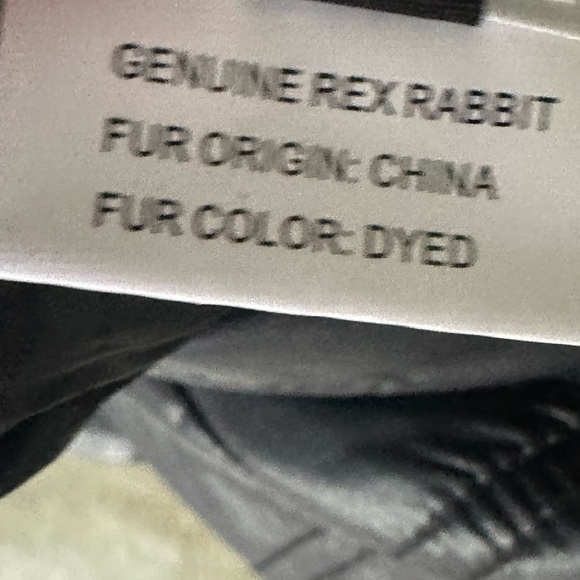 GENUINE REX RABBIT
FUR ORIGIN: CHINA
FUR COLOR: DYED